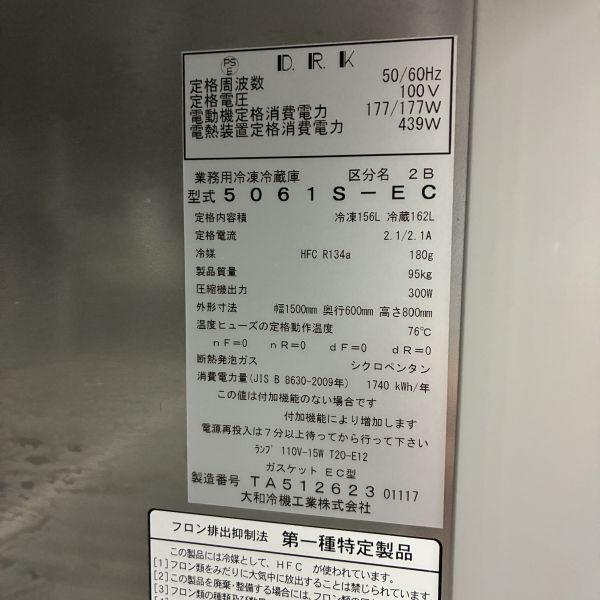 PS
E
D.R.K
定格周波数 50/60Hz
定格電圧 100V
電動機定格消費電力 177/177W
電熱装置定格消費電力 439W
業務用冷凍冷蔵庫 区分名 2B
型式 5061S-EC
定格内容積 冷凍156L 冷蔵162L
定格電流 2.1/2.1A
冷媒 HFC R134a 180g
製品質量 95kg
圧縮機出力 300W
外形寸法 幅1500mm 奥行600mm 高さ800mm
温度ヒューズの定格動作温度 76℃
nF=0 nR=0 dF=0 dR=0
断熱発泡ガス シクロペンタン
消費電力量(JIS B 8630-2009年) 1740 kWh/年
この値は付加機能のない場合です
付加機能により増加します
電源再投入は7分以上待ってから行って下さい
ランプ 110V-15W T20-E12
ガスケット EC型
製造番号 TA512623 01117
大和冷機工業株式会社
フロン排出抑制法 第一種特定製品
この製品には冷媒として、HFC が使われています。
[1]フロン類をみだりに大気中に放出することは禁じられています
[2]この製品を廃棄・整備する場合には、フロン類の
[3]フロン類の種類及び数